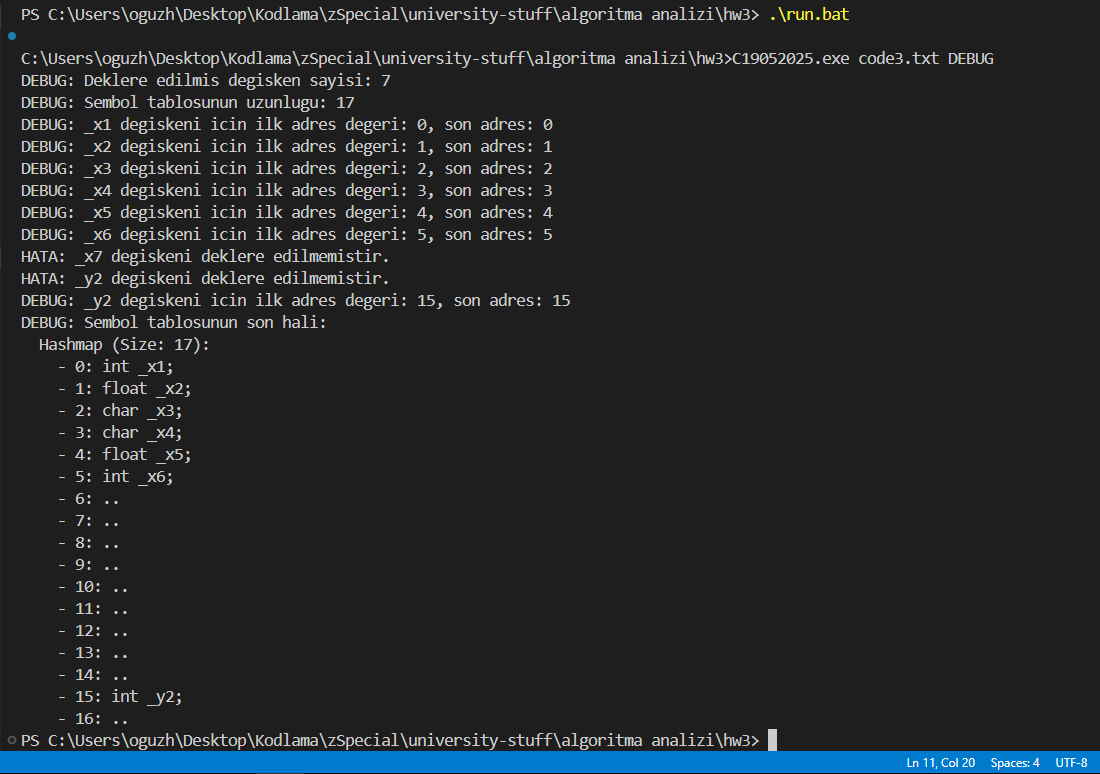 PS C:\Users\oguzh\Desktop\Kodlama\zSpecial\university-stuff\algoritma analizi\hw3> .\run.bat
C:\Users\oguzh\Desktop\Kodlama\zSpecial\university-stuff\algoritma analizi\hw3>C19052025.exe code3.txt DEBUG
DEBUG: Deklere edilmis degisken sayisi: 7
DEBUG: Sembol tablosunun uzunlugu: 17
DEBUG: _x1 degiskeni icin ilk adres degeri: 0, son adres: 0
DEBUG: _x2 degiskeni icin ilk adres degeri: 1, son adres: 1
DEBUG: _x3 degiskeni icin ilk adres degeri: 2, son adres: 2
DEBUG: _x4 degiskeni icin ilk adres degeri: 3, son adres: 3
DEBUG: _x5 degiskeni icin ilk adres degeri: 4, son adres: 4
DEBUG: _x6 degiskeni icin ilk adres degeri: 5, son adres: 5
HATA: _x7 degiskeni deklere edilmemistir.
HATA: _y2 degiskeni deklere edilmemistir.
DEBUG: _y2 degiskeni icin ilk adres degeri: 15, son adres: 15
DEBUG: Sembol tablosunun son hali:
  Hashmap (Size: 17):
    - 0: int _x1;
    - 1: float _x2;
    - 2: char _x3;
    - 3: char _x4;
    - 4: float _x5;
    - 5: int _x6;
    - 6: ..
    - 7: ..
    - 8: ..
    - 9: ..
    - 10: ..
    - 11: ..
    - 12: ..
    - 13: ..
    - 14: ..
    - 15: int _y2;
    - 16: ..
PS C:\Users\oguzh\Desktop\Kodlama\zSpecial\university-stuff\algoritma analizi\hw3>
Ln 11, Col 20 Spaces: 4 UTF-8